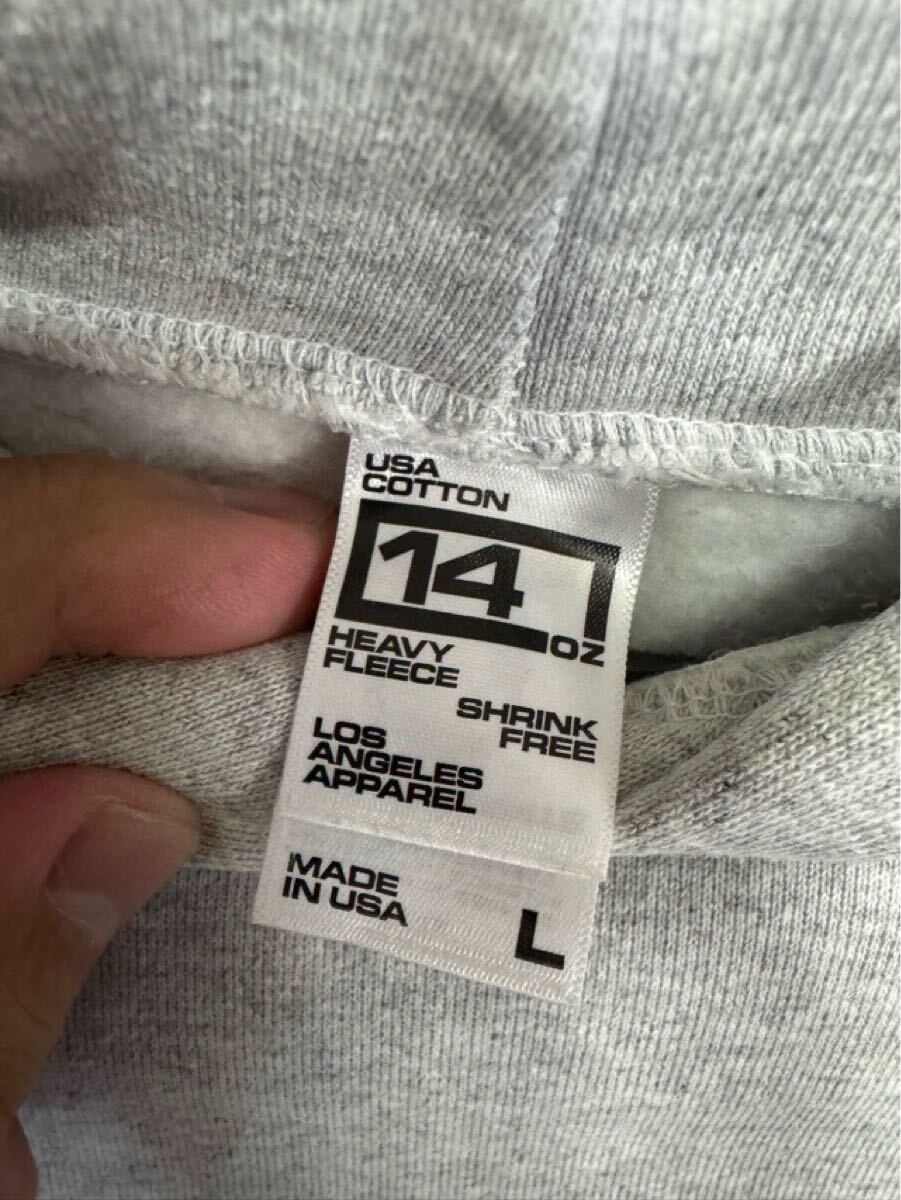 USA
COTTON
14
OZ
HEAVY
FLEECE
SHRINK
FREE
LOS
ANGELES
APPAREL
MADE
IN USA
L